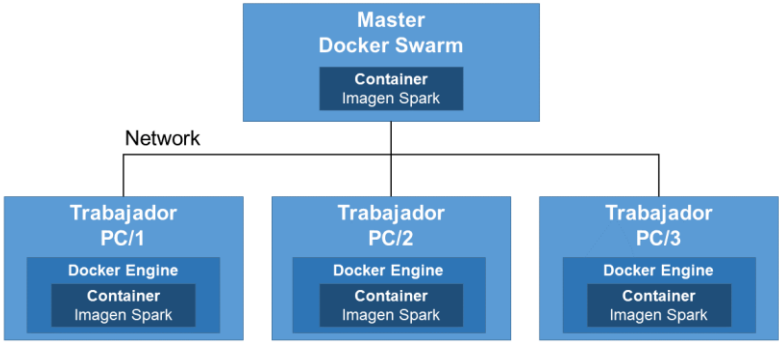 Master
Docker Swarm
Container
Imagen Spark
Network
Trabajador
PC/1
Docker Engine
Container
Imagen Spark
Trabajador
PC/2
Docker Engine
Container
Imagen Spark
Trabajador
PC/3
Docker Engine
Container
Imagen Spark